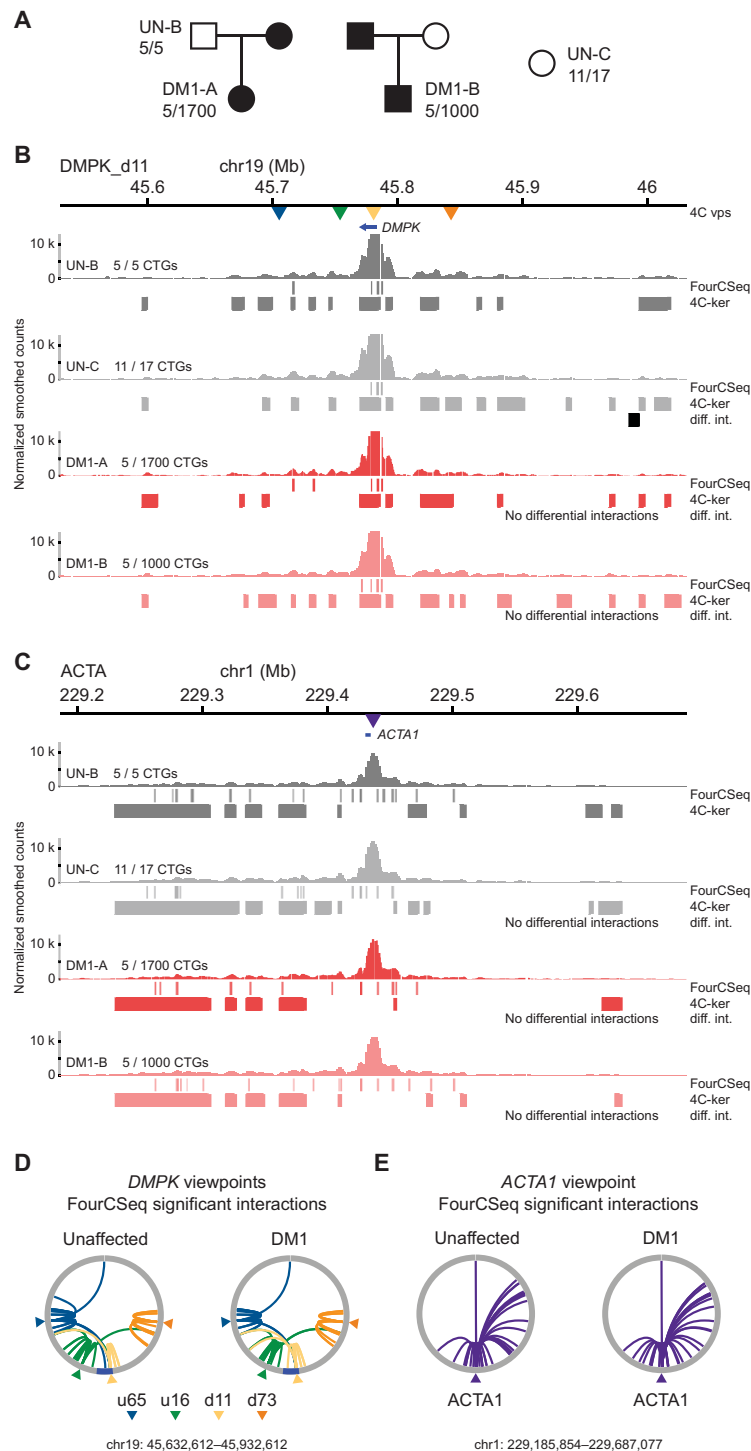 A
UN-B
5/5
DM1-A
5/1700
DM1-B
5/1000
UN-C
11/17
B
DMPK_d11 chr19 (Mb)
45.6 45.7 45.8 45.9 46
4C vps
DMPK
Normalized smoothed counts
10 k
0
UN-B 5 / 5 CTGs
FourCSeq
4C-ker
10 k
0
UN-C 11 / 17 CTGs
FourCSeq
4C-ker
diff. int.
10 k
0
DM1-A 5 / 1700 CTGs
FourCSeq
4C-ker
No differential interactions diff. int.
10 k
0
DM1-B 5 / 1000 CTGs
FourCSeq
4C-ker
No differential interactions diff. int.
C
ACTA chr1 (Mb)
229.2 229.3 229.4 229.5 229.6
ACTA1
Normalized smoothed counts
10 k
0
UN-B 5 / 5 CTGs
FourCSeq
4C-ker
10 k
0
UN-C 11 / 17 CTGs
FourCSeq
4C-ker
No differential interactions diff. int.
10 k
0
DM1-A 5 / 1700 CTGs
FourCSeq
4C-ker
No differential interactions diff. int.
10 k
0
DM1-B 5 / 1000 CTGs
FourCSeq
4C-ker
No differential interactions diff. int.
D
DMPK viewpoints
FourCSeq significant interactions
Unaffected DM1
u65 u16 d11 d73
chr19: 45,632,612–45,932,612
E
ACTA1 viewpoint
FourCSeq significant interactions
Unaffected DM1
ACTA1 ACTA1
chr1: 229,185,854–229,687,077